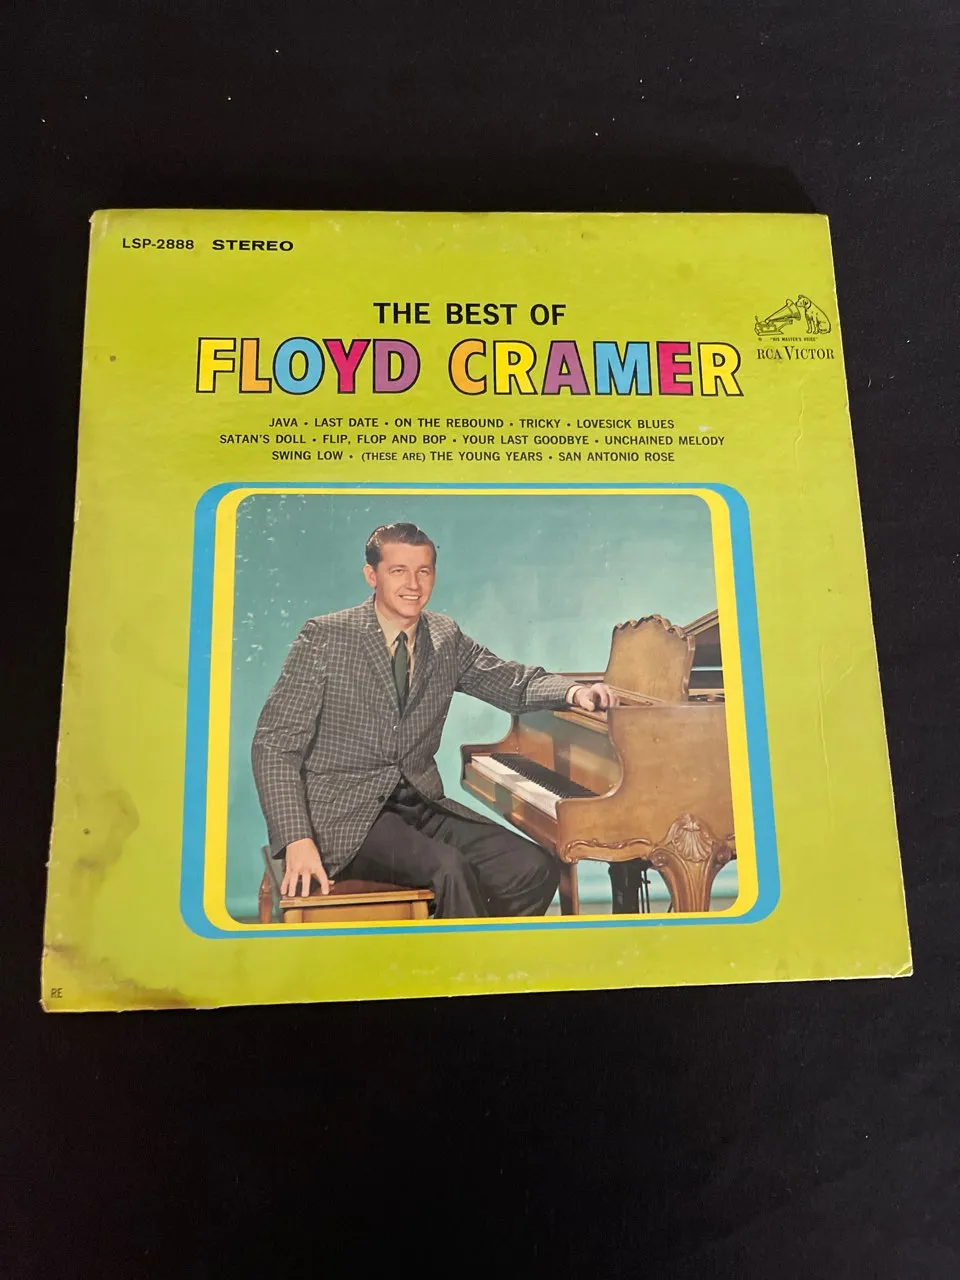 LSP-2888 STEREO
THE BEST OF
FLOYD CRAMER
"HIS MASTER'S VOICE"
RCA VICTOR
JAVA • LAST DATE • ON THE REBOUND • TRICKY • LOVESICK BLUES
SATAN'S DOLL • FLIP, FLOP AND BOP • YOUR LAST GOODBYE • UNCHAINED MELODY
SWING LOW • (THESE ARE) THE YOUNG YEARS • SAN ANTONIO ROSE
RE